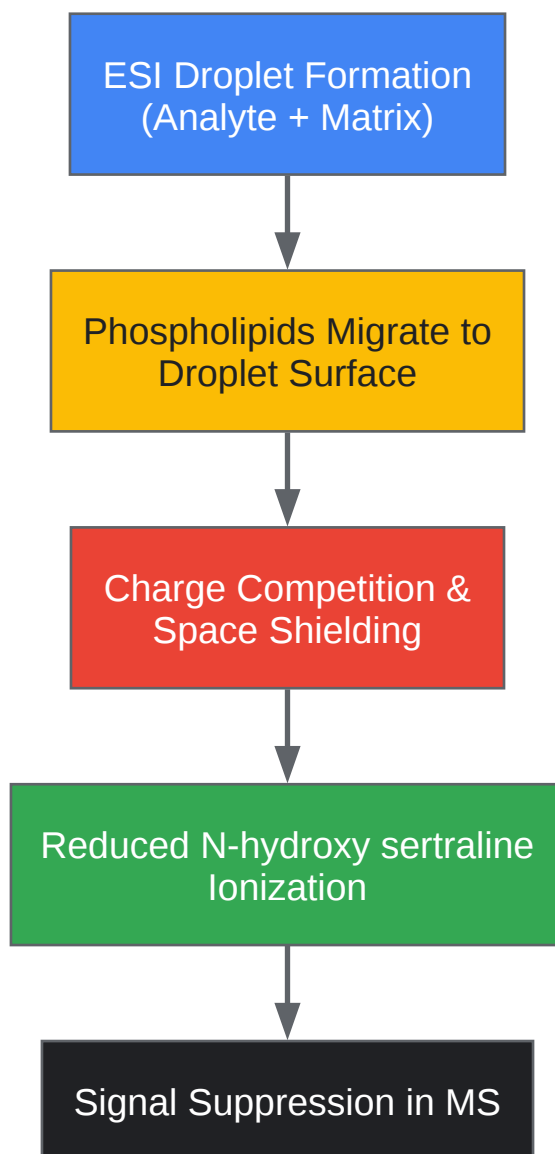 ESI Droplet Formation
(Analyte + Matrix)
Phospholipids Migrate to
Droplet Surface
Charge Competition &
Space Shielding
Reduced N-hydroxy sertraline
Ionization
Signal Suppression in MS